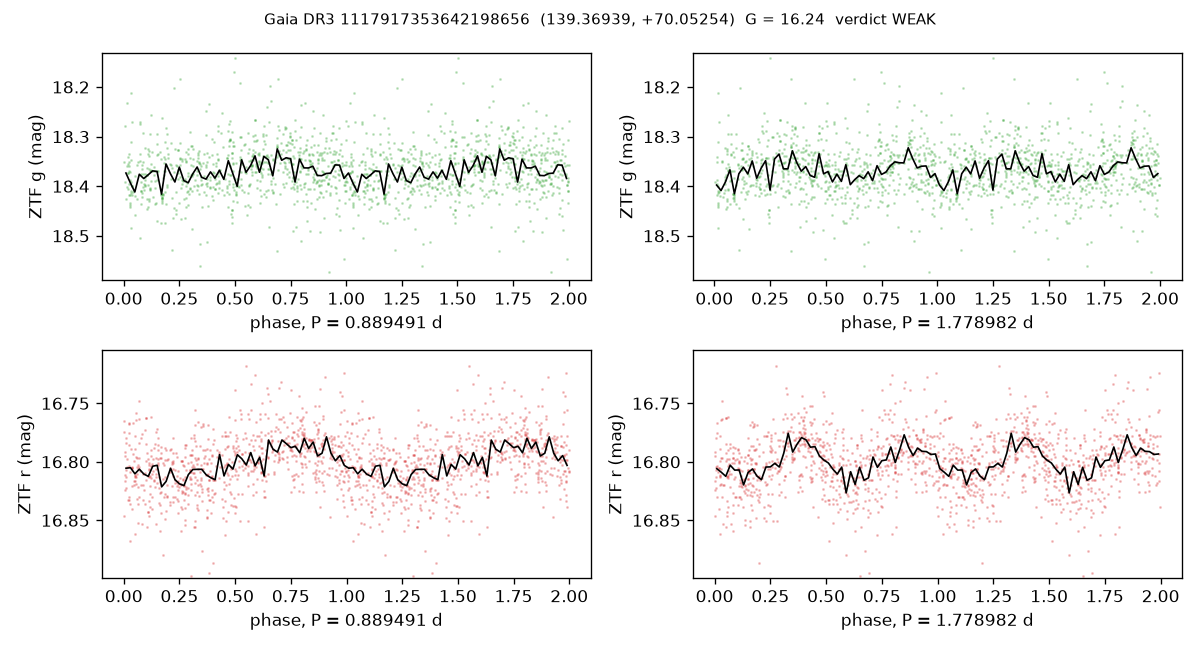 Gaia DR3 1117917353642198656  (139.36939, +70.05254)  G = 16.24  verdict WEAK
ZTF g (mag)
18.2
18.3
18.4
18.5
0.00 0.25 0.50 0.75 1.00 1.25 1.50 1.75 2.00
phase, P = 0.889491 d
ZTF g (mag)
18.2
18.3
18.4
18.5
0.00 0.25 0.50 0.75 1.00 1.25 1.50 1.75 2.00
phase, P = 1.778982 d
ZTF r (mag)
16.75
16.80
16.85
0.00 0.25 0.50 0.75 1.00 1.25 1.50 1.75 2.00
phase, P = 0.889491 d
ZTF r (mag)
16.75
16.80
16.85
0.00 0.25 0.50 0.75 1.00 1.25 1.50 1.75 2.00
phase, P = 1.778982 d